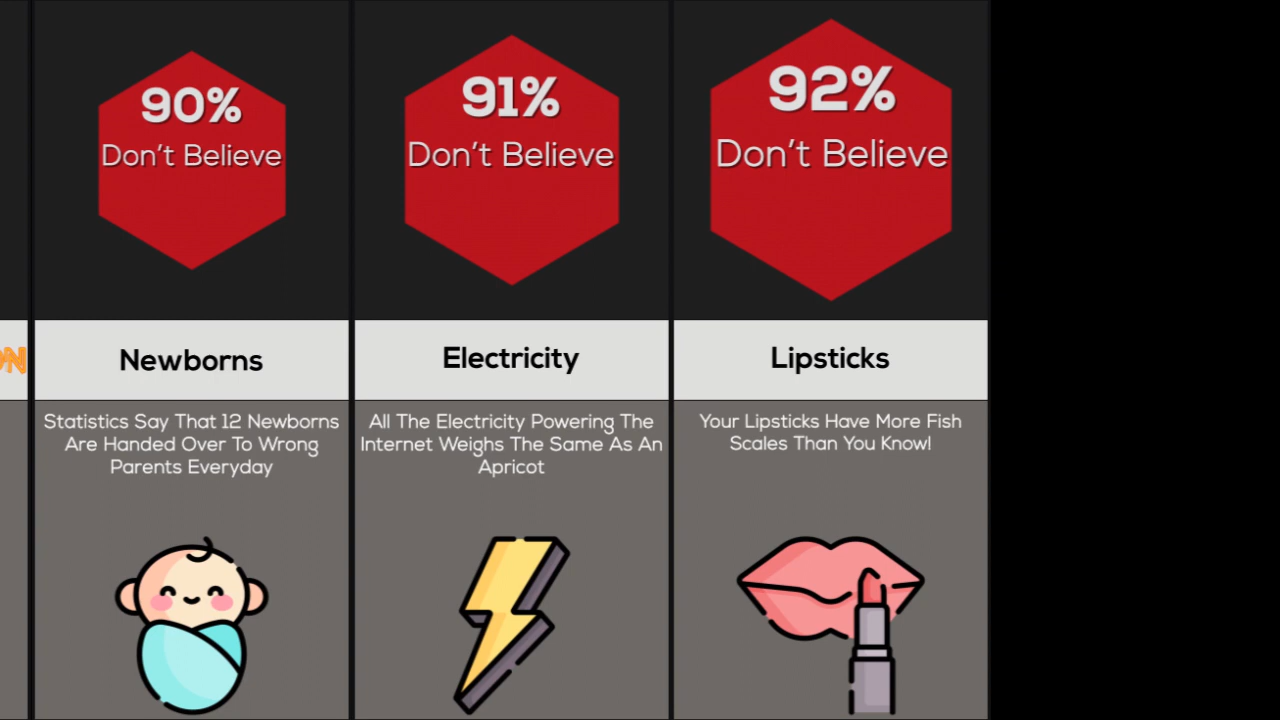 90%
Don't Believe
91%
Don't Believe
92%
Don't Believe
Newborns
Electricity
Lipsticks
Statistics Say That 12 Newborns
Are Handed Over To Wrong
Parents Everyday
All The Electricity Powering The
Internet Weighs The Same As An
Apricot
Your Lipsticks Have More Fish
Scales Than You Know!